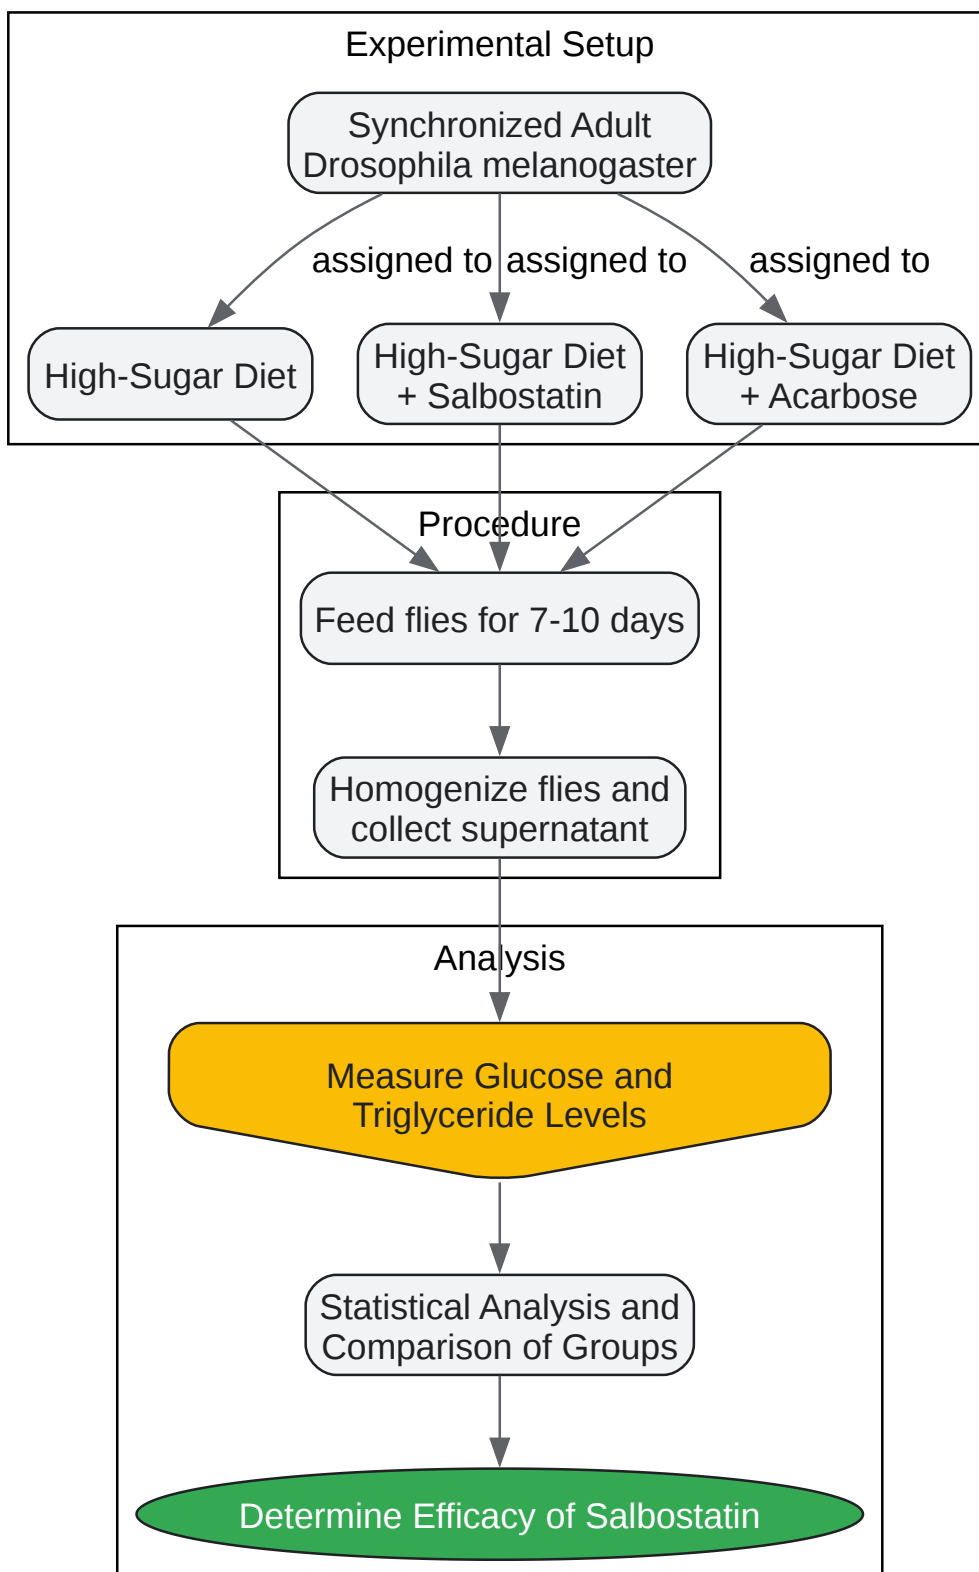 Experimental Setup
Synchronized Adult
Drosophila melanogaster
assigned to
assigned to
assigned to
High-Sugar Diet
High-Sugar Diet
+ Salbostatin
High-Sugar Diet
+ Acarbose
Procedure
Feed flies for 7-10 days
Homogenize flies and
collect supernatant
Analysis
Measure Glucose and
Triglyceride Levels
Statistical Analysis and
Comparison of Groups
Determine Efficacy of Salbostatin